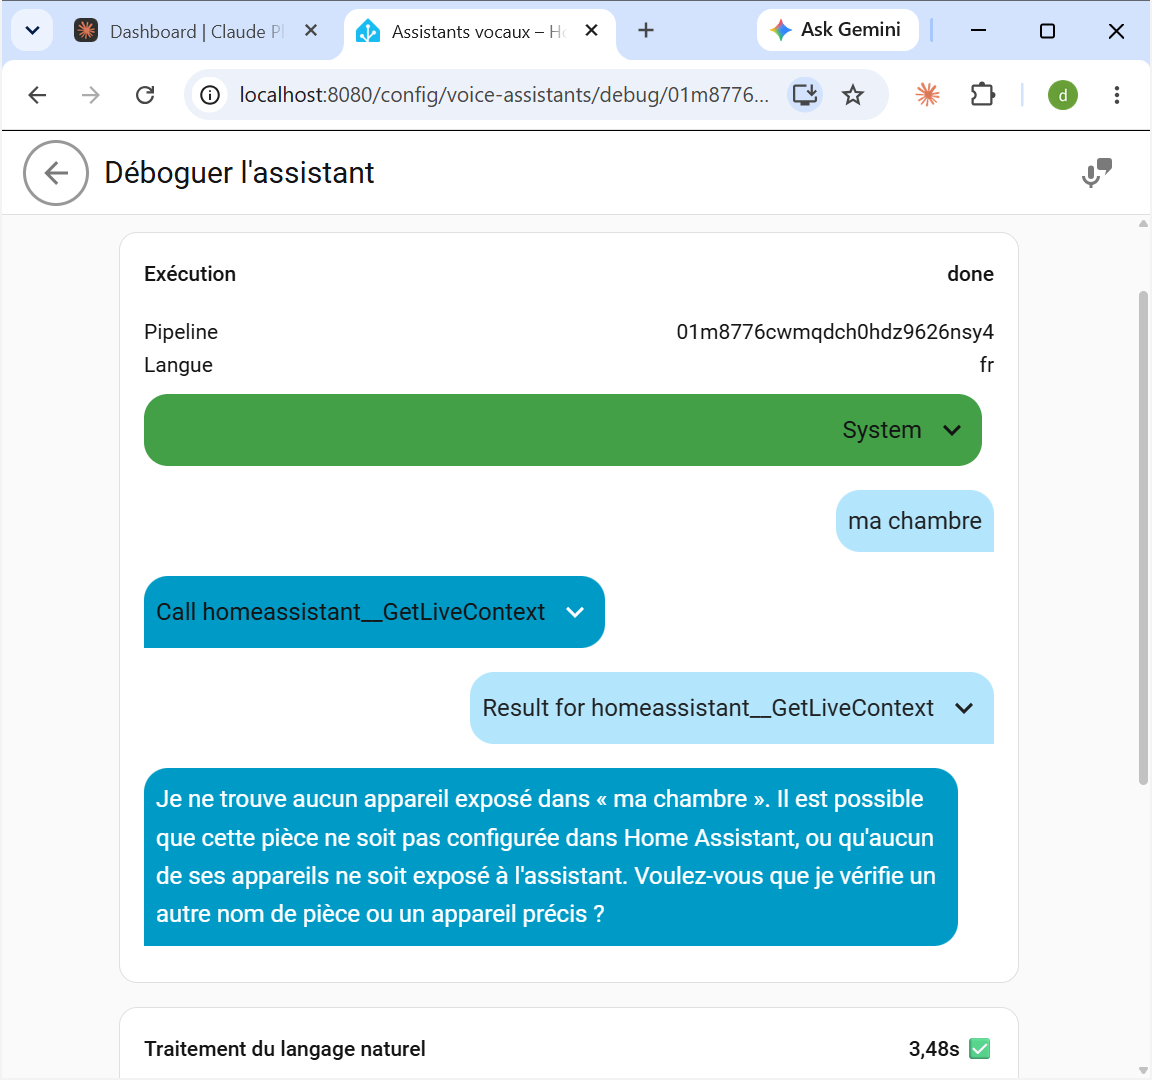 Dashboard | Claude Pl
Assistants vocaux – Ho
Ask Gemini
localhost:8080/config/voice-assistants/debug/01m8776...
d
Déboguer l'assistant
Exécution
done
Pipeline
01m8776cwmqdch0hdz9626nsy4
Langue
fr
System
ma chambre
Call homeassistant__GetLiveContext
Result for homeassistant__GetLiveContext
Je ne trouve aucun appareil exposé dans « ma chambre ». Il est possible
que cette pièce ne soit pas configurée dans Home Assistant, ou qu'aucun
de ses appareils ne soit exposé à l'assistant. Voulez-vous que je vérifie un
autre nom de pièce ou un appareil précis ?
Traitement du langage naturel
3,48s